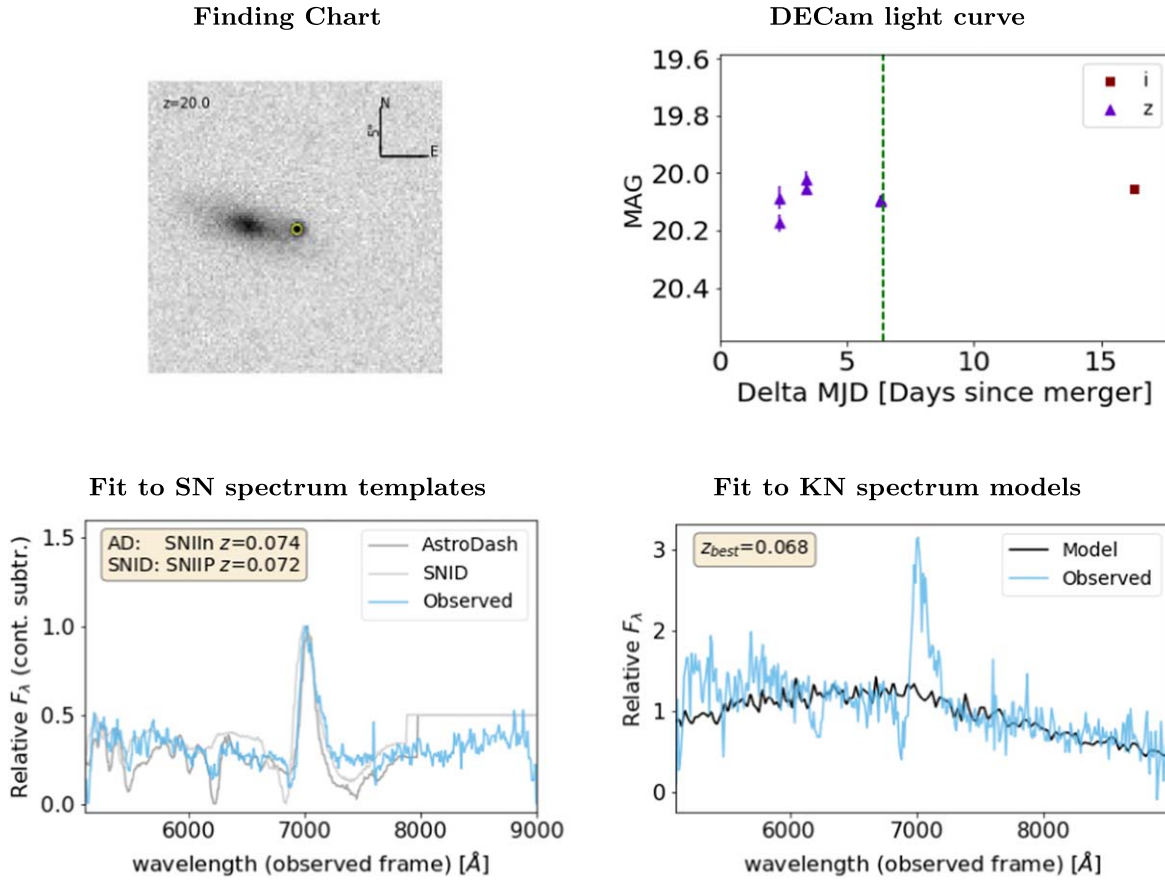 Finding Chart
z=20.0
N
5"
E
DECam light curve
19.6
19.8
20.0
20.2
20.4
MAG
i
z
0 5 10 15
Delta MJD [Days since merger]
Fit to SN spectrum templates
1.5
1.0
0.5
0.0
Relative Fλ (cont. subtr.)
AD: SNIIn z=0.074
SNID: SNIIP z=0.072
AstroDash
SNID
Observed
6000 7000 8000 9000
wavelength (observed frame) [Å]
Fit to KN spectrum models
3
2
1
0
Relative Fλ
zbest=0.068
Model
Observed
6000 7000 8000
wavelength (observed frame) [Å]